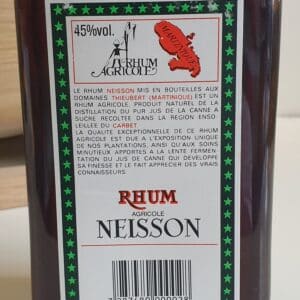 45%vol.
MARTINIQUE
RHUM
AGRICOLE
LE RHUM NEISSON MIS EN BOUTEILLES AUX
DOMAINES THIEUBERT (MARTINIQUE) EST UN
RHUM AGRICOLE, PRODUIT NATUREL DE LA
DISTILLATION DU PUR JUS DE LA CANNE A
SUCRE RECOLTEE DANS LA REGION ENSO-
LEILLEE DU CARBET
LA QUALITE EXCEPTIONNELLE DE CE RHUM
AGRICOLE EST DUE A L'EXPOSITION UNIQUE
DE NOS PLANTATIONS, AINSI QU'AUX SOINS
MINUTIEUX APPORTES A LA LENTE FERMENTA-
TION DU JUS DE CANNE QUI DÉVELOPPE
SA FINESSE ET LE FAIT APPRECIER DES VRAIS
CONNAISSEURS
RHUM
AGRICOLE
NEISSON